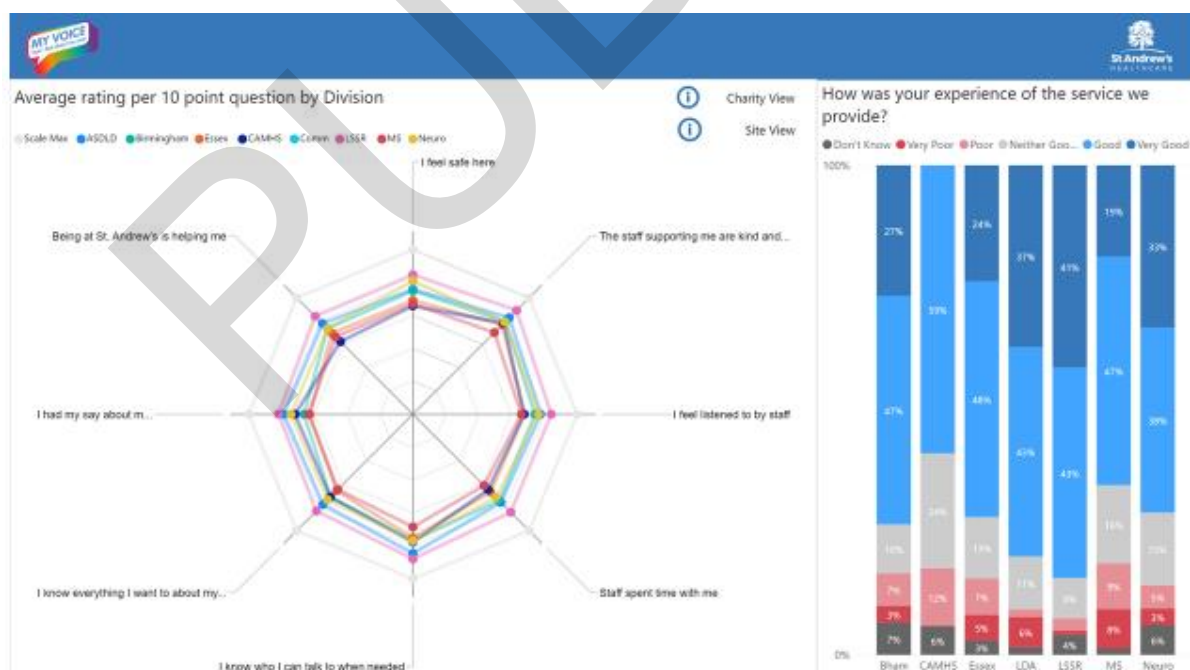 MY VOICE
St Andrew's
HEALTHCARE
Average rating per 10 point question by Division
Charity View
Site View
Scale Max ASDLD Birmingham Essex CAMHS Comm LSSR MS Neuro
I feel safe here
Being at St. Andrew's is helping me
The staff supporting me are kind and...
I had my say about m...
I feel listened to by staff
I know everything I want to about my...
Staff spent time with me
I know who I can talk to when needed
How was your experience of the service we
provide?
Don't Know Very Poor Poor Neither Goo... Good Very Good
100%
0%
27%
47%
10%
7%
3%
7%
59%
24%
12%
6%
24%
48%
13%
7%
5%
3%
37%
43%
11%
6%
41%
43%
8%
4%
19%
47%
16%
9%
8%
33%
38%
15%
5%
3%
6%
Bham CAMHS Essex LDA LSSR MS Neuro